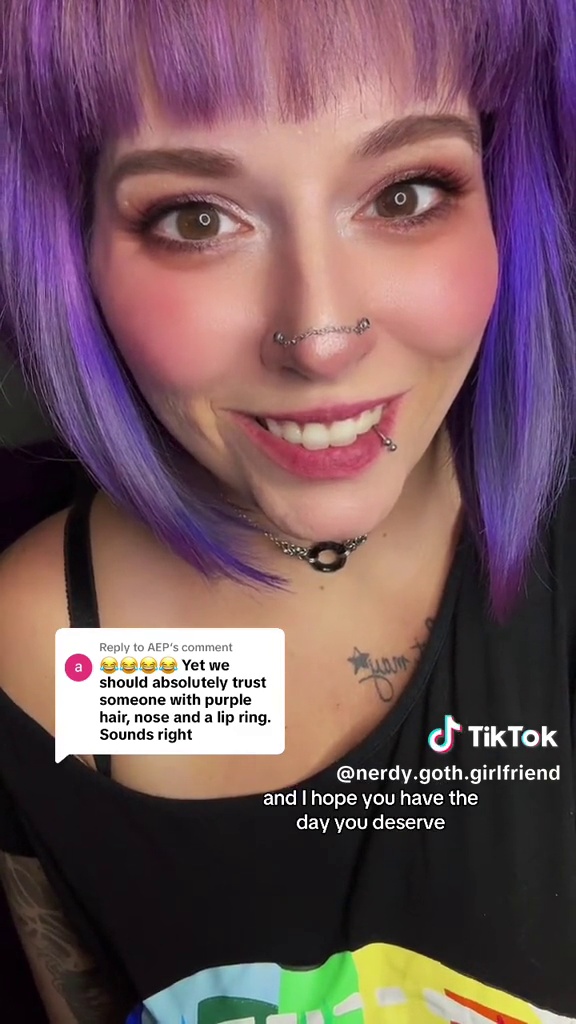 Reply to AEP's comment
a
😂😂😂😂 Yet we
should absolutely trust
someone with purple
hair, nose and a lip ring.
Sounds right
TikTok
@nerdy.goth.girlfriend
and I hope you have the
day you deserve